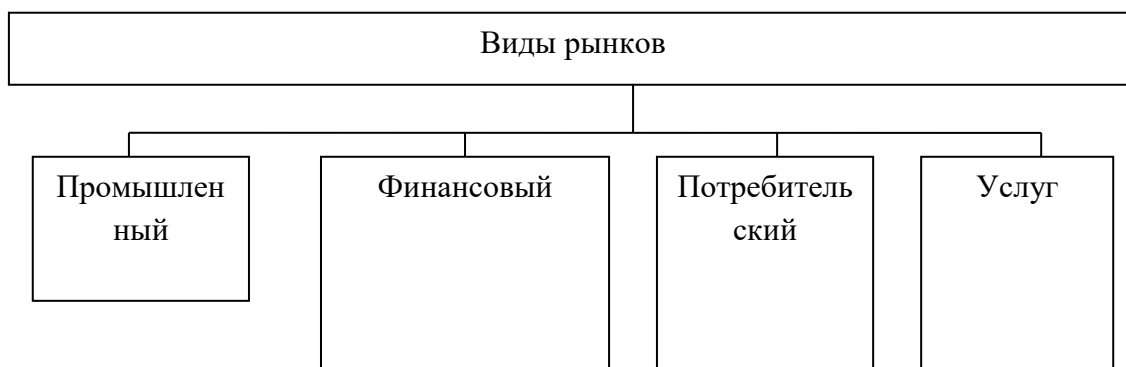 Виды рынков
Промышлен
ный
Финансовый
Потребитель
ский
Услуг